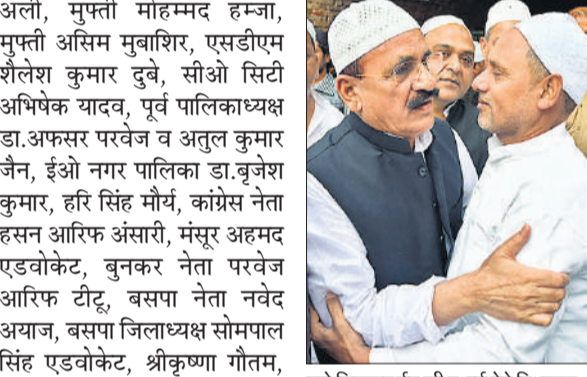 अली, मुफ्ती मोहम्मद हम्जा,
मुफ्ती असिम मुबाशिर, एसडीएम
शैलेश कुमार दुबे, सीओ सिटी
अभिषेक यादव, पूर्व पालिकाध्यक्ष
डा.अफसर परवेज व अतुल कुमार
जैन, ईओ नगर पालिका डा.बृजेश
कुमार, हरि सिंह मौर्य, कांग्रेस नेता
हसन आरिफ अंसारी, मंसूर अहमद
एडवोकेट, बुनकर नेता परवेज
आरिफ टीटू, बसपा नेता नवेद
अयाज, बसपा जिलाध्यक्ष सोमपाल
सिंह एडवोकेट, श्रीकृष्णा गौतम,